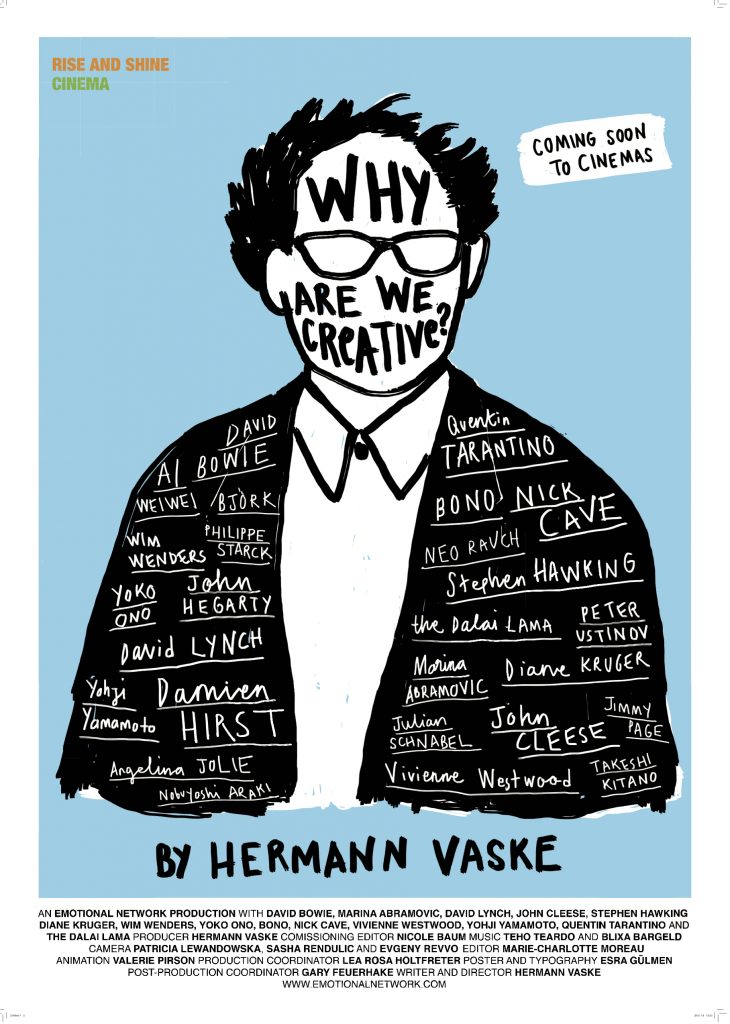 RISE AND SHINE
CINEMA
COMING SOON
TO CINEMAS
WHY
ARE WE
CREATIVE?
DAVID
BOWIE
AI
WEIWEI
BJÖRK
WIM
WENDERS
PHILIPPE
STARCK
YOKO
ONO
John
HEGARTY
David LYNCH
Yohji
Yamamoto
Damien
HIRST
Angelina JOLIE
Nobuyoshi ARAKI
Quentin
TARANTINO
BONO
NICK
CAVE
NEO RAUCH
Stephen HAWKING
the Dalai LAMA
PETER
USTINOV
Marina
ABRAMOVIC
Diane KRUGER
Julian
SCHNABEL
John
CLEESE
JIMMY
PAGE
Vivienne Westwood
TAKESHI
KITANO
BY HERMANN VASKE
AN EMOTIONAL NETWORK PRODUCTION WITH DAVID BOWIE, MARINA ABRAMOVIC, DAVID LYNCH, JOHN CLEESE, STEPHEN HAWKING
DIANE KRUGER, WIM WENDERS, YOKO ONO, BONO, NICK CAVE, VIVIENNE WESTWOOD, YOHJI YAMAMOTO, QUENTIN TARANTINO AND
THE DALAI LAMA PRODUCER HERMANN VASKE COMISSIONING EDITOR NICOLE BAUM MUSIC TEHO TEARDO AND BLIXA BARGELD
CAMERA PATRICIA LEWANDOWSKA, SASHA RENDULIC AND EVGENY REVVO EDITOR MARIE-CHARLOTTE MOREAU
ANIMATION VALERIE PIRSON PRODUCTION COORDINATOR LEA ROSA HOLTFRETER POSTER AND TYPOGRAPHY ESRA GÜLMEN
POST-PRODUCTION COORDINATOR GARY FEUERHAKE WRITER AND DIRECTOR HERMANN VASKE
WWW.EMOTIONALNETWORK.COM